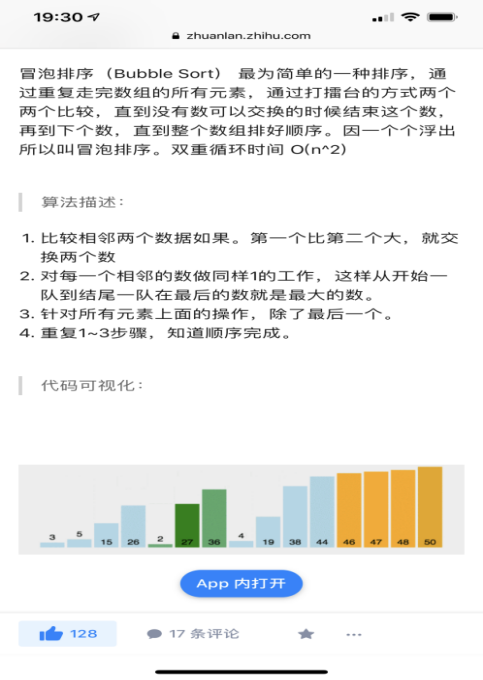 19:30
zhuanlan.zhihu.com
冒泡排序（Bubble Sort） 最为简单的一种排序，通
过重复走完数组的所有元素，通过打擂台的方式两个
两个比较，直到没有数可以交换的时候结束这个数，
再到下个数，直到整个数组排好顺序。因一个个浮出
所以叫冒泡排序。双重循环时间 O(n^2)
算法描述：
1. 比较相邻两个数据如果。第一个比第二个大，就交
换两个数
2. 对每一个相邻的数做同样1的工作，这样从开始一
队到结尾一队在最后的数就是最大的数。
3. 针对所有元素上面的操作，除了最后一个。
4. 重复1~3步骤，知道顺序完成。
代码可视化：
3 5 15 26 2 27 36 4 19 38 44 46 47 48 50
App 内打开
128 17 条评论